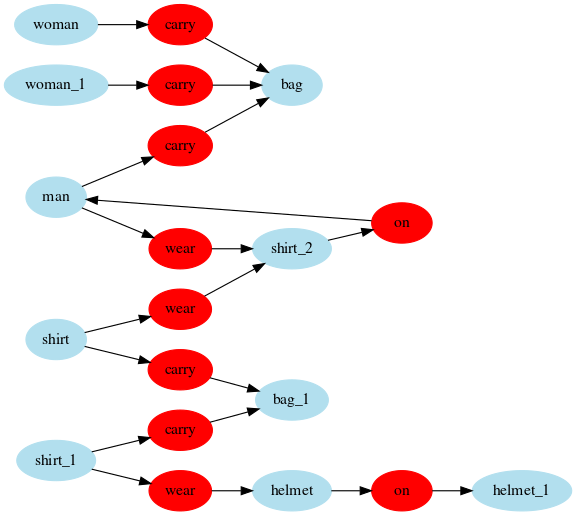 woman carry
woman_1 carry bag
carry
man
on
wear shirt_2
wear
shirt
carry
bag_1
carry
shirt_1
wear helmet on helmet_1